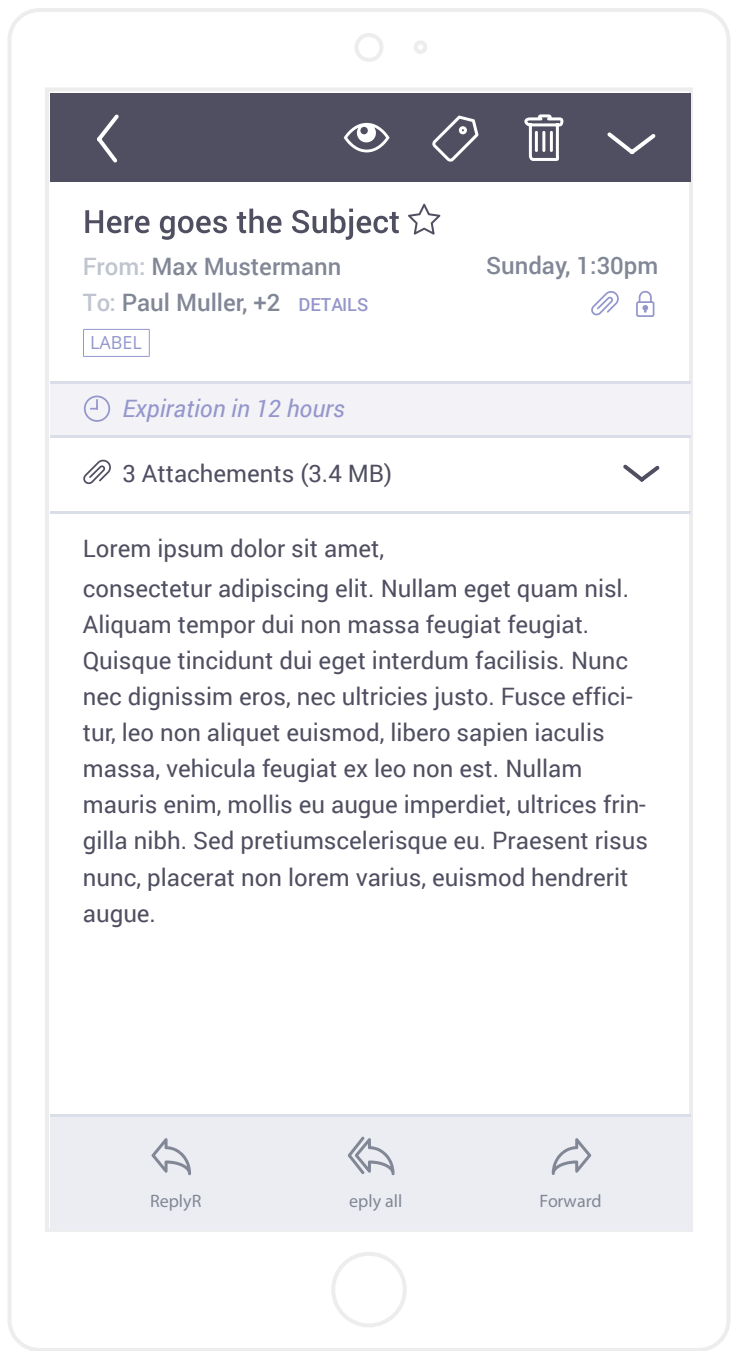 Here goes the Subject
From: Max Mustermann
Sunday, 1:30pm
To: Paul Muller, +2 DETAILS
LABEL
Expiration in 12 hours
3 Attachements (3.4 MB)
Lorem ipsum dolor sit amet,
consectetur adipiscing elit. Nullam eget quam nisl.
Aliquam tempor dui non massa feugiat feugiat.
Quisque tincidunt dui eget interdum facilisis. Nunc
nec dignissim eros, nec ultricies justo. Fusce effici-
tur, leo non aliquet euismod, libero sapien iaculis
massa, vehicula feugiat ex leo non est. Nullam
mauris enim, mollis eu augue imperdiet, ultrices frin-
gilla nibh. Sed pretiumscelerisque eu. Praesent risus
nunc, placerat non lorem varius, euismod hendrerit
augue.
ReplyR eply all Forward